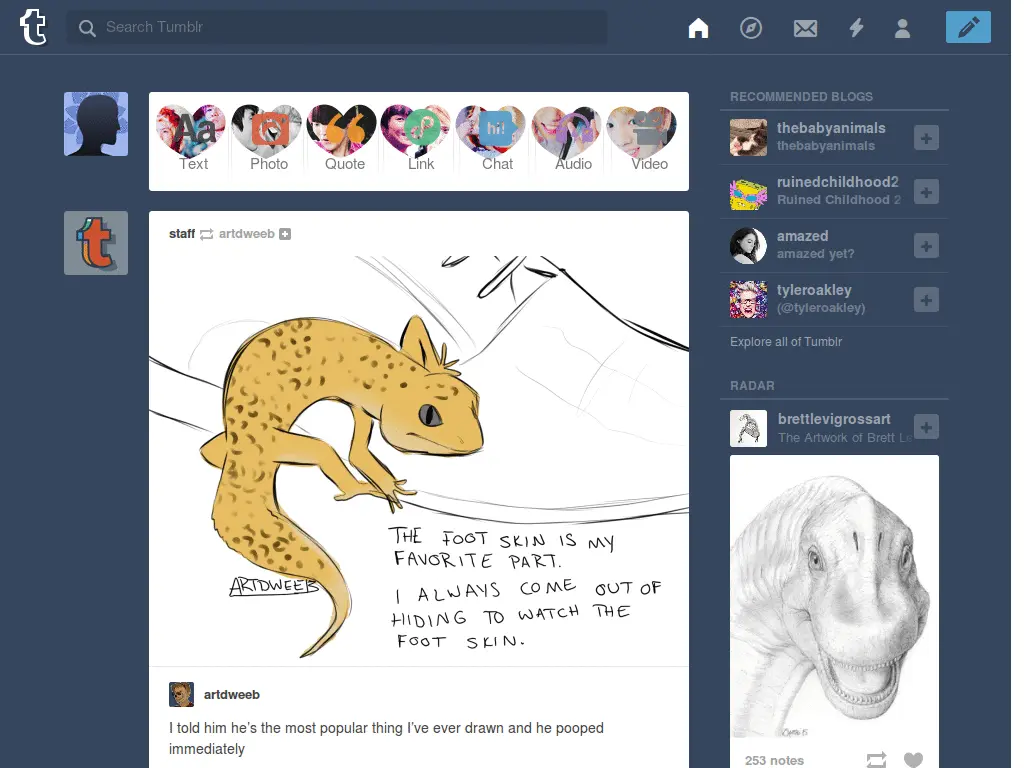 t
Search Tumblr
Aa
hi!
Text
Photo
Quote
Link
Chat
Audio
Video
t
staff artdweeb
THE FOOT SKIN IS MY
FAVORITE PART.
I ALWAYS COME OUT OF
HIDING TO WATCH THE
FOOT SKIN.
ARTDWEEB
artdweeb
I told him he's the most popular thing I've ever drawn and he pooped
immediately
RECOMMENDED BLOGS
thebabyanimals
thebabyanimals
ruinedchildhood2
Ruined Childhood 2
amazed
amazed yet?
tyleroakley
(@tyleroakley)
Explore all of Tumblr
RADAR
brettlevigrossart
The Artwork of Brett
253 notes